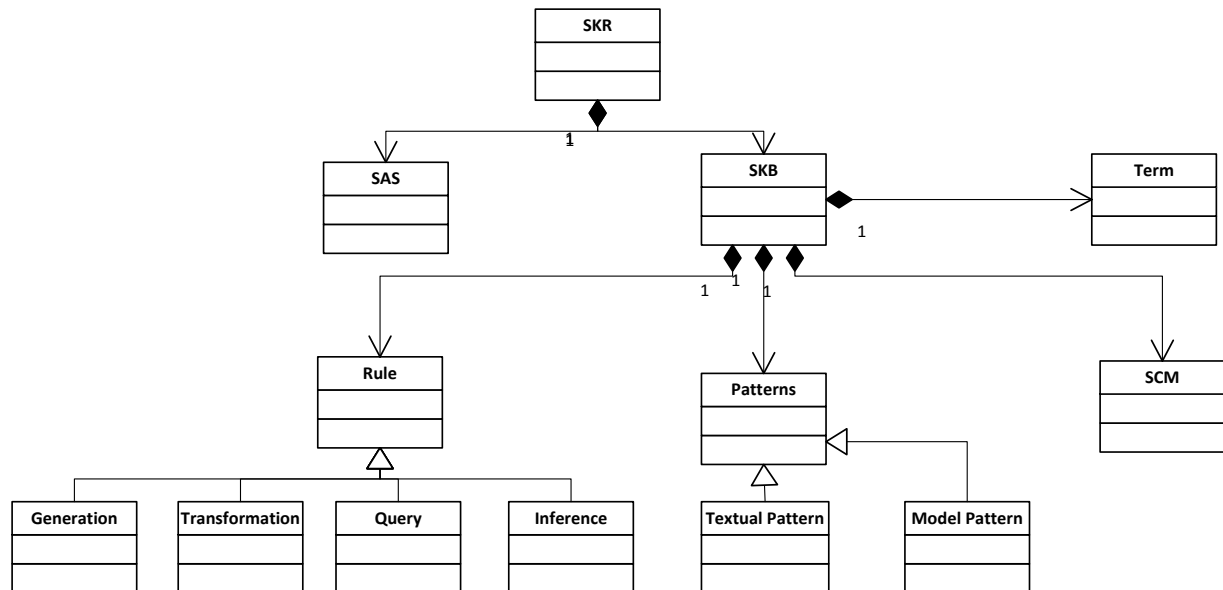 SKR
1
1
SAS
SKB
Term
1
1
1
1
Rule
Patterns
SCM
Generation
Transformation
Query
Inference
Textual Pattern
Model Pattern